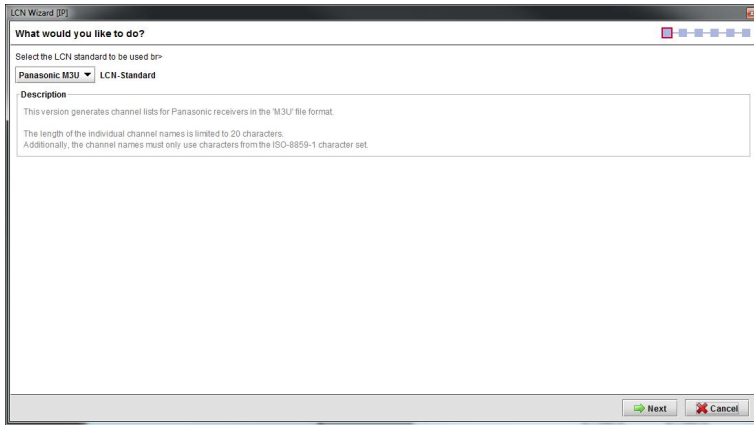 LCN Wizard [IP]
What would you like to do?
Select the LCN standard to be used br>
Panasonic M3U LCN-Standard
Description
This version generates channel lists for Panasonic receivers in the 'M3U' file format.
The length of the individual channel names is limited to 20 characters.
Additionally, the channel names must only use characters from the ISO-8859-1 character set.
Next Cancel